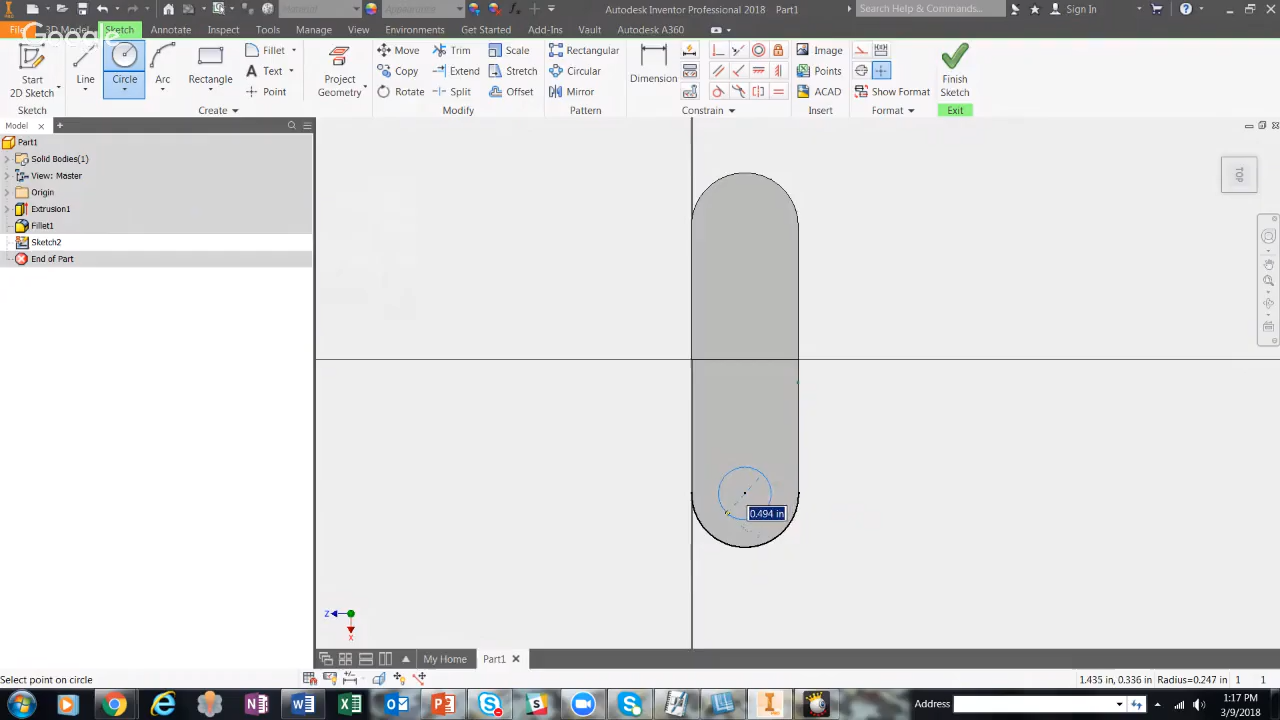 Material
Appearance
Autodesk Inventor Professional 2018 Part1
Search Help & Commands...
Sign In
File
3D Model
Sketch
Annotate
Inspect
Tools
Manage
View
Environments
Get Started
Add-Ins
Vault
Autodesk A360
Google
Start
2D Sketch
Line
Circle
Arc
Rectangle
Fillet
Text
Point
Project
Geometry
Move
Copy
Rotate
Trim
Extend
Split
Scale
Stretch
Offset
Rectangular
Circular
Mirror
Dimension
Image
Points
ACAD
Show Format
Finish
Sketch
Sketch
Create
Modify
Pattern
Constrain
Insert
Format
Exit
Model
Part1
Solid Bodies(1)
View: Master
Origin
Extrusion1
Fillet1
Sketch2
End of Part
TOP
0.494 in
Z
X
My Home
Part1
Select point on circle
1.435 in, 0.336 in Radius=0.247 in 1 1
Address
1:17 PM
3/9/2018